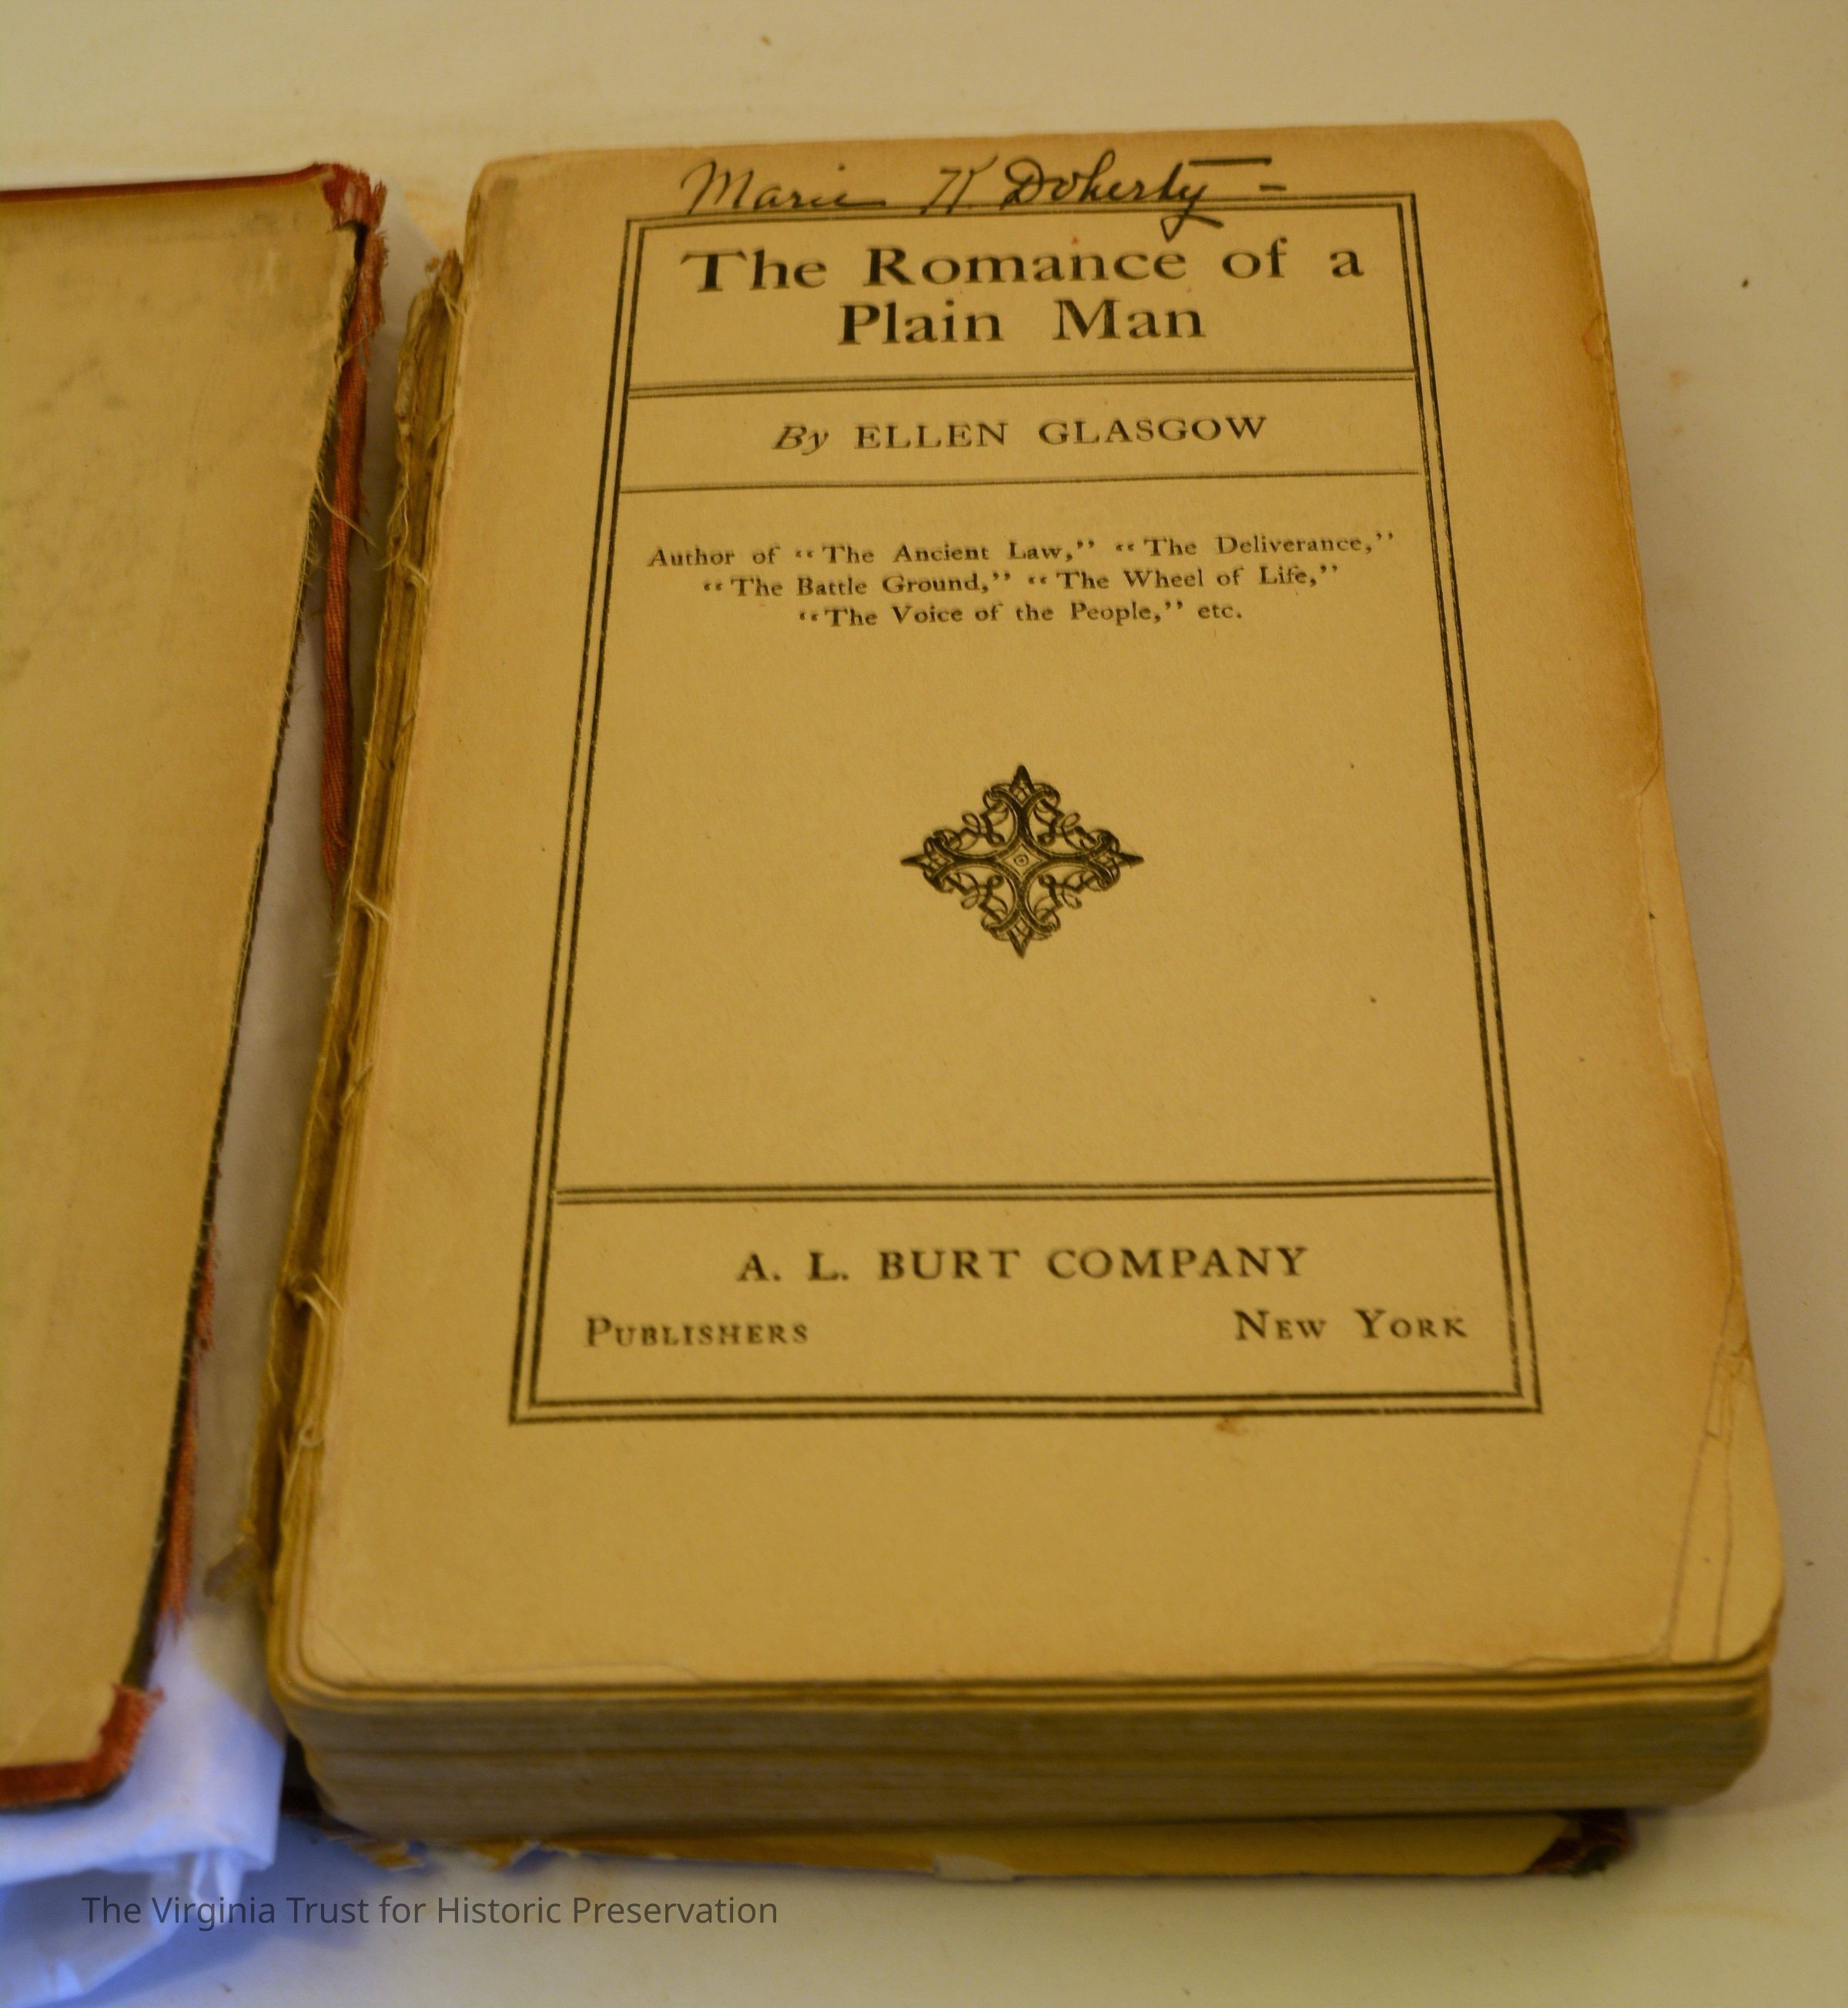 Marie K Doherty -
The Romance of a
Plain Man
By ELLEN GLASGOW
Author of "The Ancient Law," "The Deliverance,"
"The Battle Ground," "The Wheel of Life,"
"The Voice of the People," etc.
A. L. BURT COMPANY
PUBLISHERS NEW YORK
The Virginia Trust for Historic Preservation